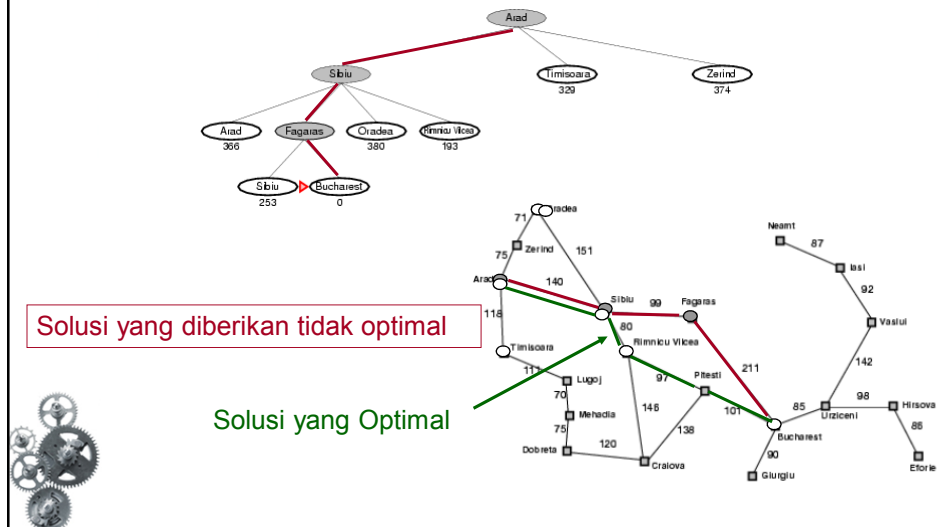 Arad
Sibiu
Timisoara
329
Zerind
374
Arad
366
Fagaras
Oradea
380
Rimnicu Vilcea
193
Sibiu
253
Bucharest
0
Solusi yang diberikan tidak optimal
Solusi yang Optimal
71
Oradea
Neamt
87
Zerind
75
151
Iasi
Arad
140
92
Sibiu
99
Fagaras
118
80
Vaslui
Timisoara
Rimnicu Vilcea
111
211
142
Lugoj
97
Pitesti
70
98
Hirsova
Mehadia
146
101
85
Urziceni
75
138
86
Bucharest
Dobreta
120
90
Craiova
Eforie
Giurgiu